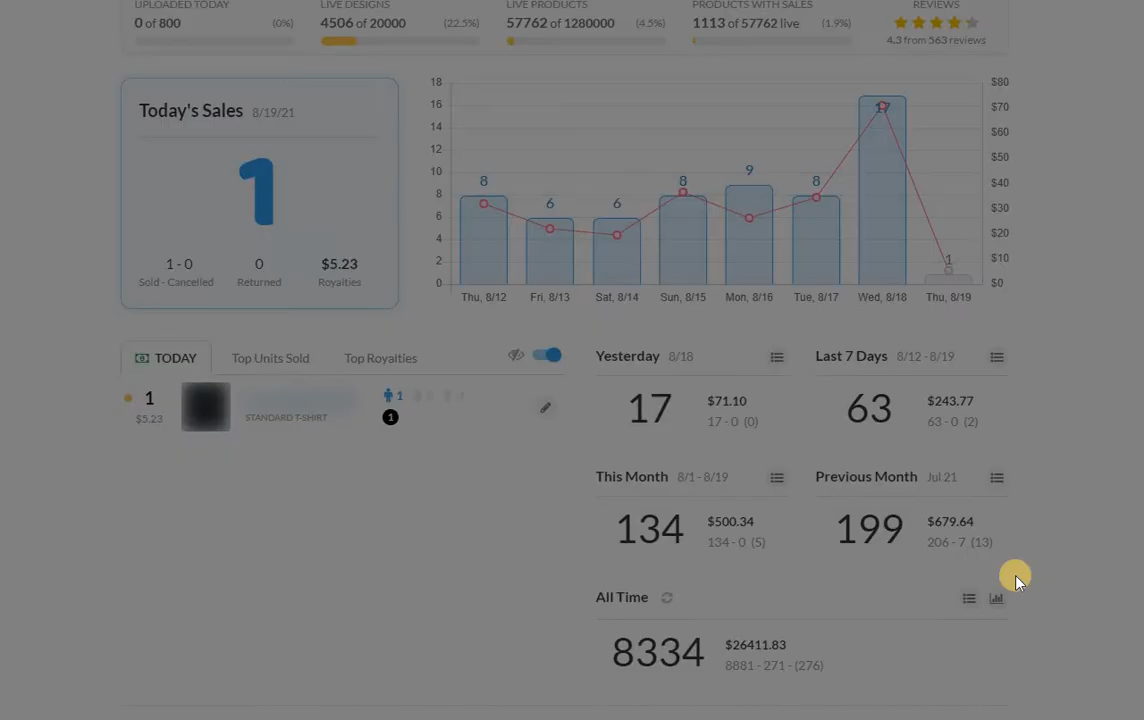 UPLOADED TODAY
0 of 800 (0%)
LIVE DESIGNS
4506 of 20000 (22.5%)
LIVE PRODUCTS
57762 of 1280000 (4.5%)
PRODUCTS WITH SALES
1113 of 57762 live (1.9%)
REVIEWS
4.3 from 563 reviews
Today's Sales 8/19/21
1
1 - 0
Sold - Cancelled
0
Returned
$5.23
Royalties
18
16
14
12
10
8
6
4
2
0
8
6
6
8
9
8
17
1
$80
$70
$60
$50
$40
$30
$20
$10
$0
Thu, 8/12 Fri, 8/13 Sat, 8/14 Sun, 8/15 Mon, 8/16 Tue, 8/17 Wed, 8/18 Thu, 8/19
TODAY Top Units Sold Top Royalties
1
$5.23
STANDARD T-SHIRT
1
1
Yesterday 8/18
17
$71.10
17 - 0 (0)
Last 7 Days 8/12 - 8/19
63
$243.77
63 - 0 (2)
This Month 8/1 - 8/19
134
$500.34
134 - 0 (5)
Previous Month Jul 21
199
$679.64
206 - 7 (13)
All Time
8334
$26411.83
8881 - 271 - (276)